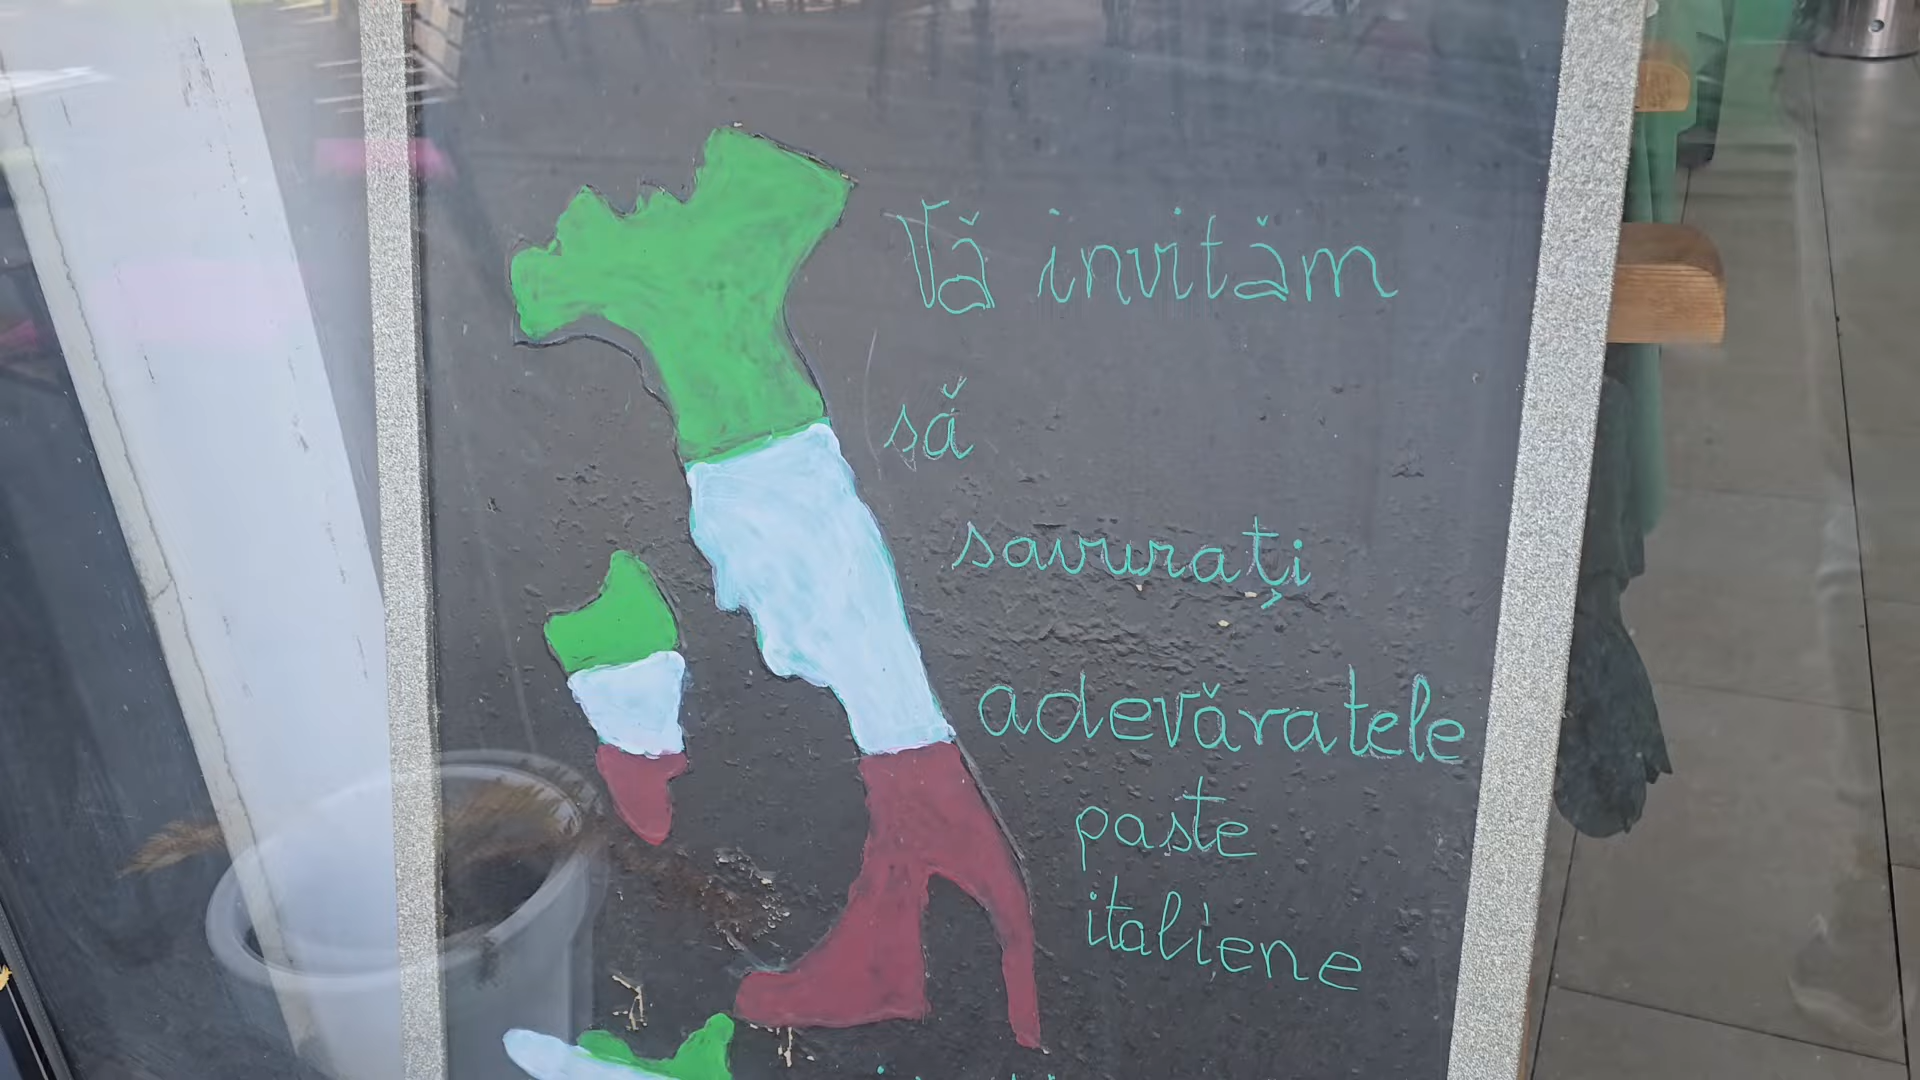 Vă invităm
să
savurați
adevăratele
paste
italiene